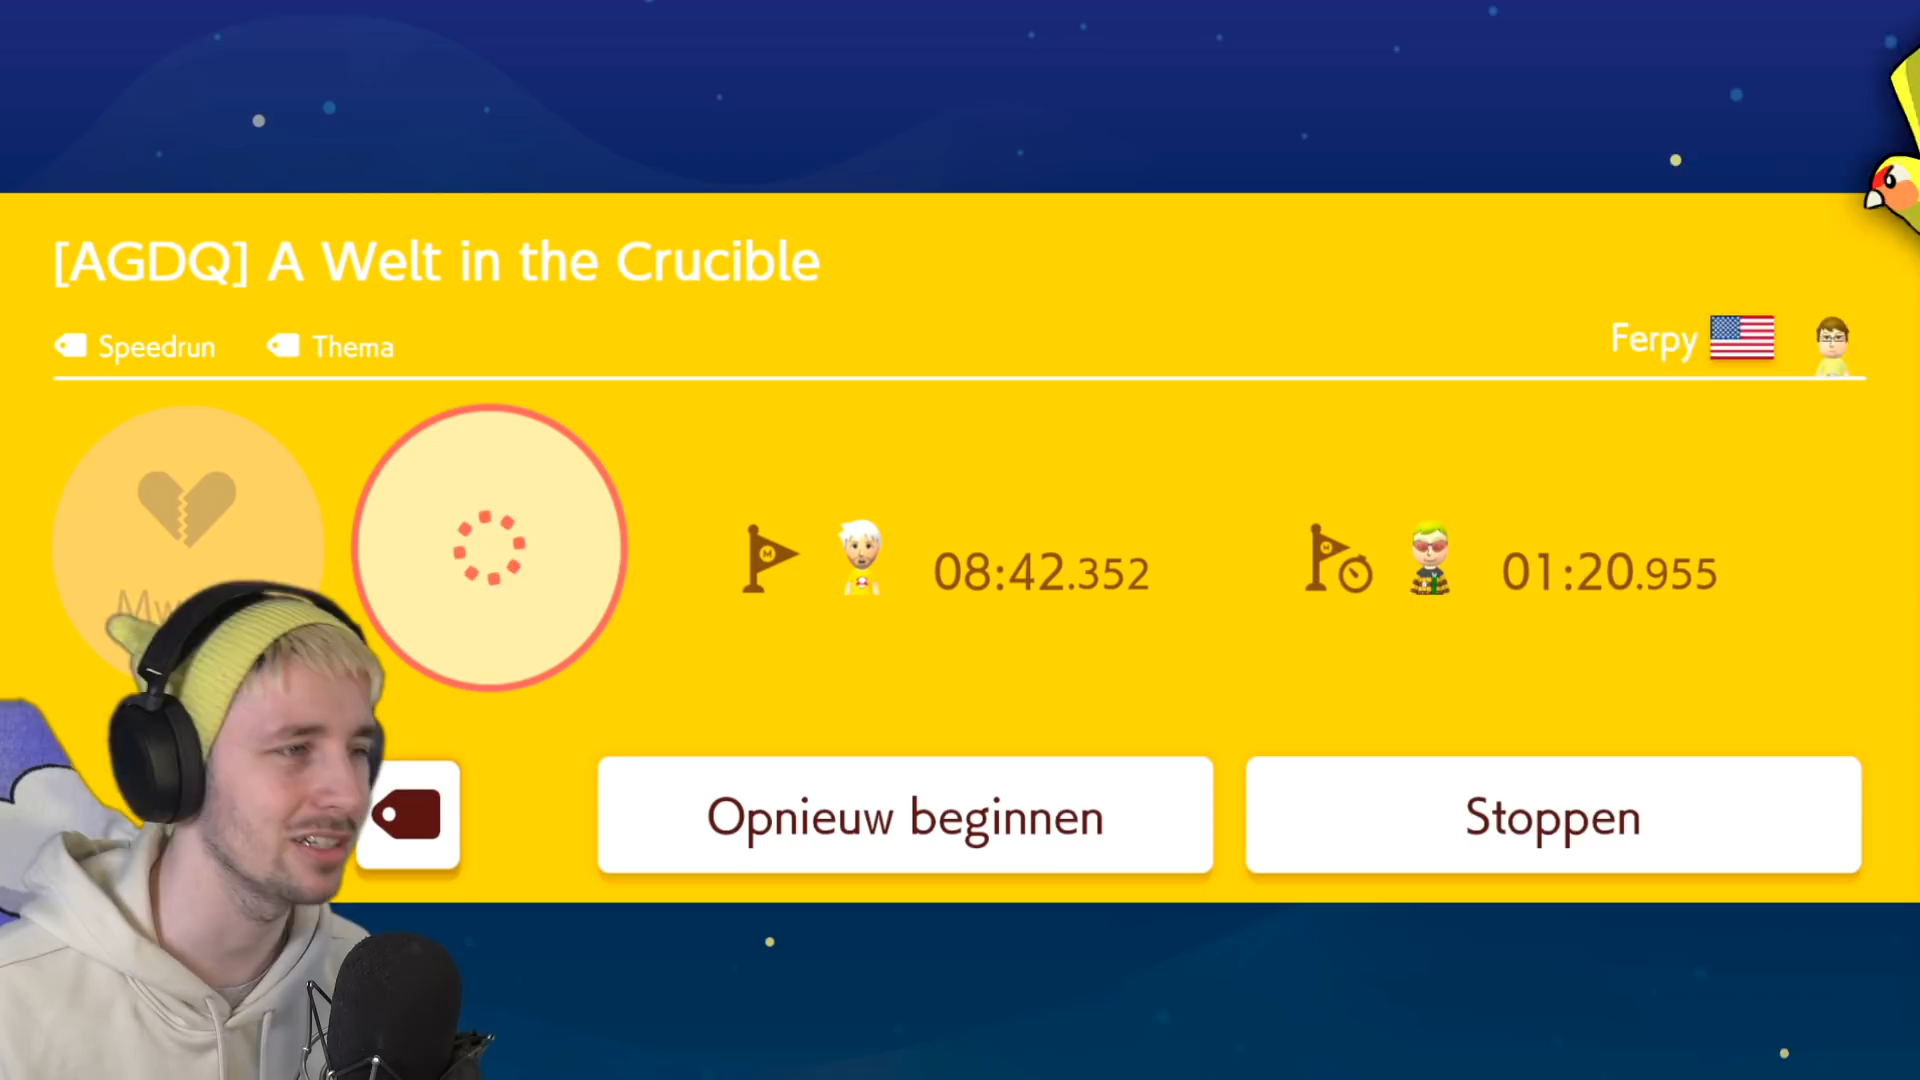 [AGDQ] A Welt in the Crucible
Speedrun Thema
Ferpy
M 08:42.352
M 01:20.955
Opnieuw beginnen
Stoppen